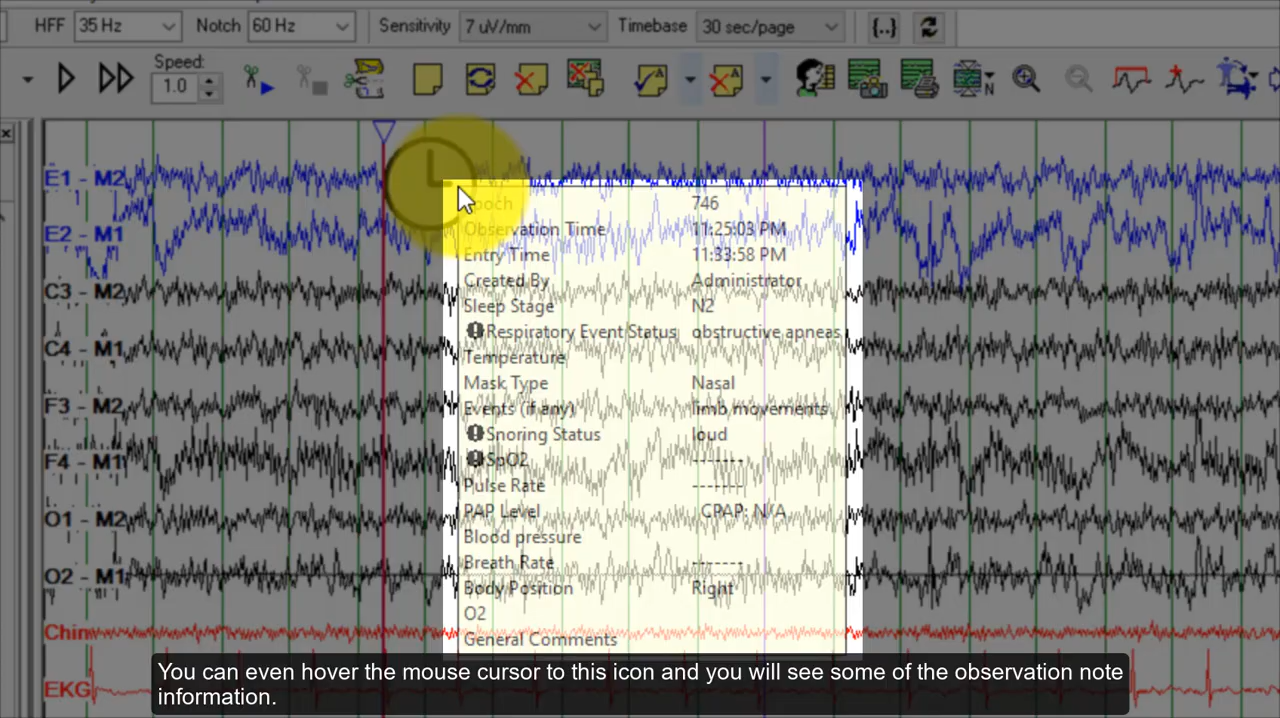 HFF 35 Hz Notch 60 Hz Sensitivity 7 uV/mm Timebase 30 sec/page {..}
Speed:
1.0
A A N
E1 - M2
E2 - M1
C3 - M2
C4 - M1
F3 - M2
F4 - M1
O1 - M2
O2 - M1
Chin
EKG
Epoch 746
Observation Time 11:25:03 PM
Entry Time 11:33:58 PM
Created By Administrator
Sleep Stage N2
Respiratory Event Status obstructive apneas
Temperature
Mask Type Nasal
Events (if any) limb movements
Snoring Status loud
SpO2 -------
Pulse Rate -------
PAP Level CPAP: N/A
Blood pressure
Breath Rate -------
Body Position Right
O2
General Comments
You can even hover the mouse cursor to this icon and you will see some of the observation note
information.